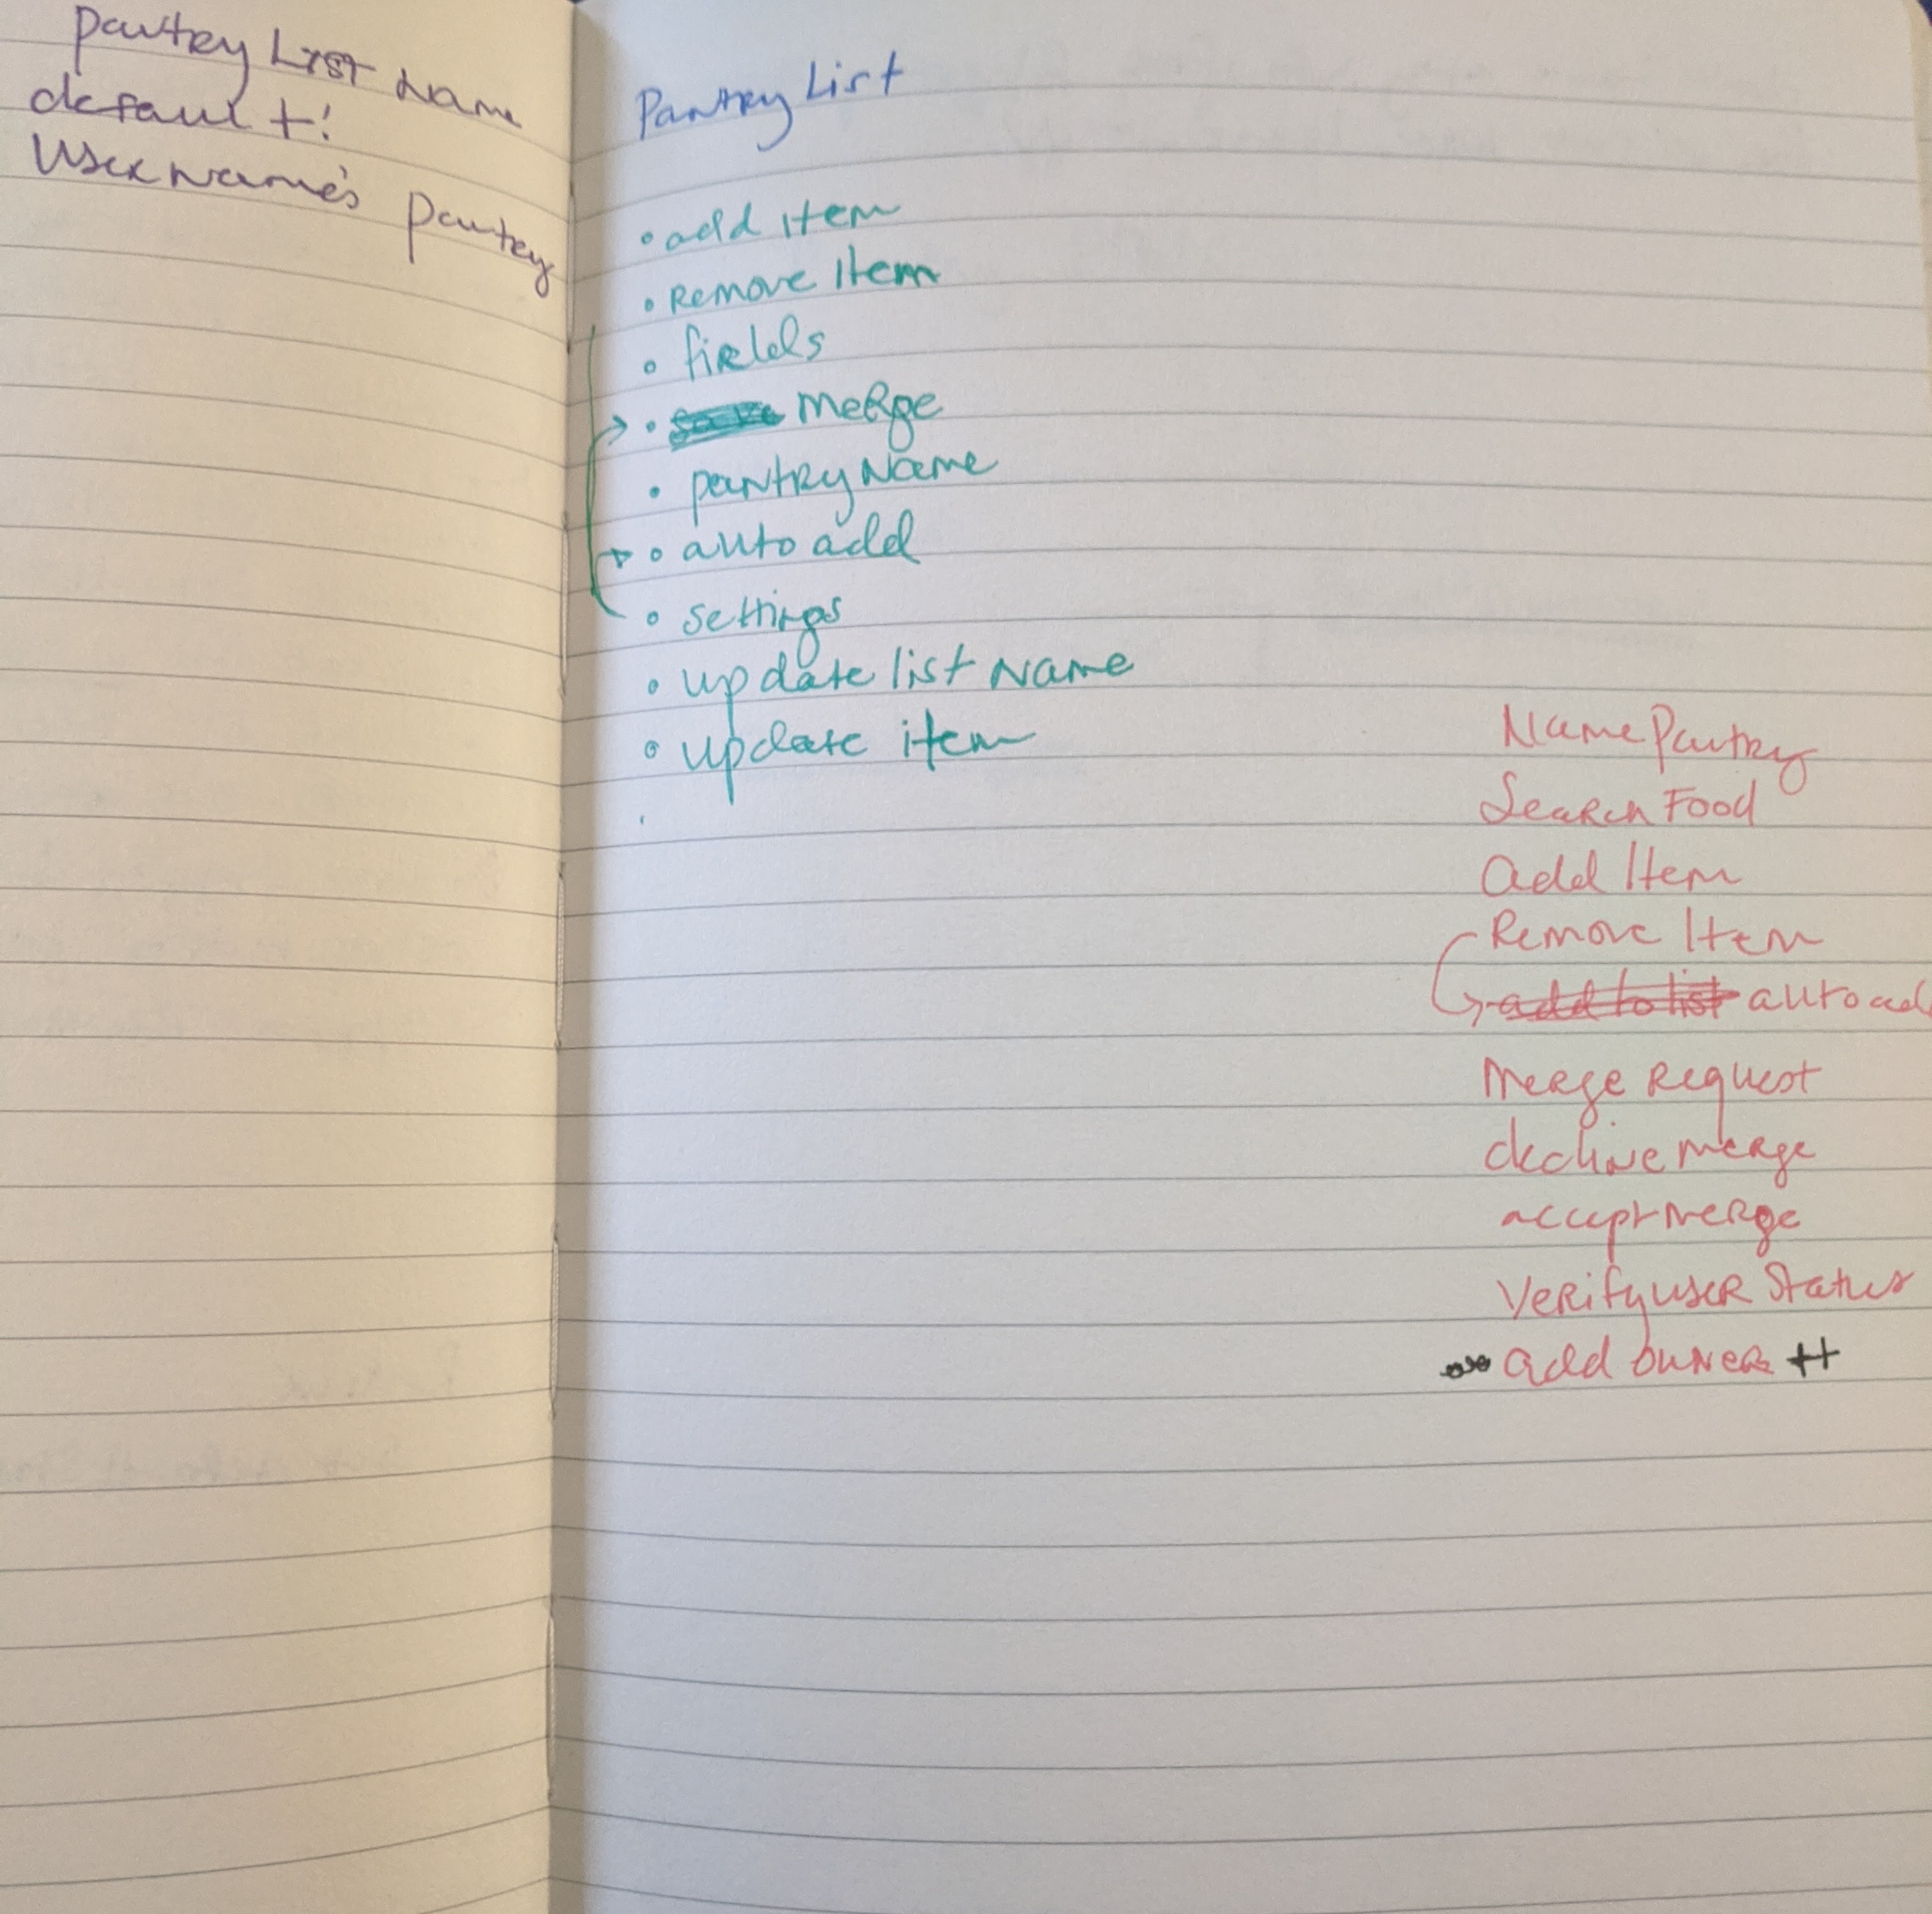 Pantry List Name
default:
UserName's Pantry
Pantry List
• add item
• Remove Item
• fields
• save merge
• pantryName
• auto add
• settings
• update list Name
• update item
Name Pantry
Search Food
add Item
Remove Item
add to list auto ad
Merge Request
decline merge
accept merge
Verify user Status
add owner ++